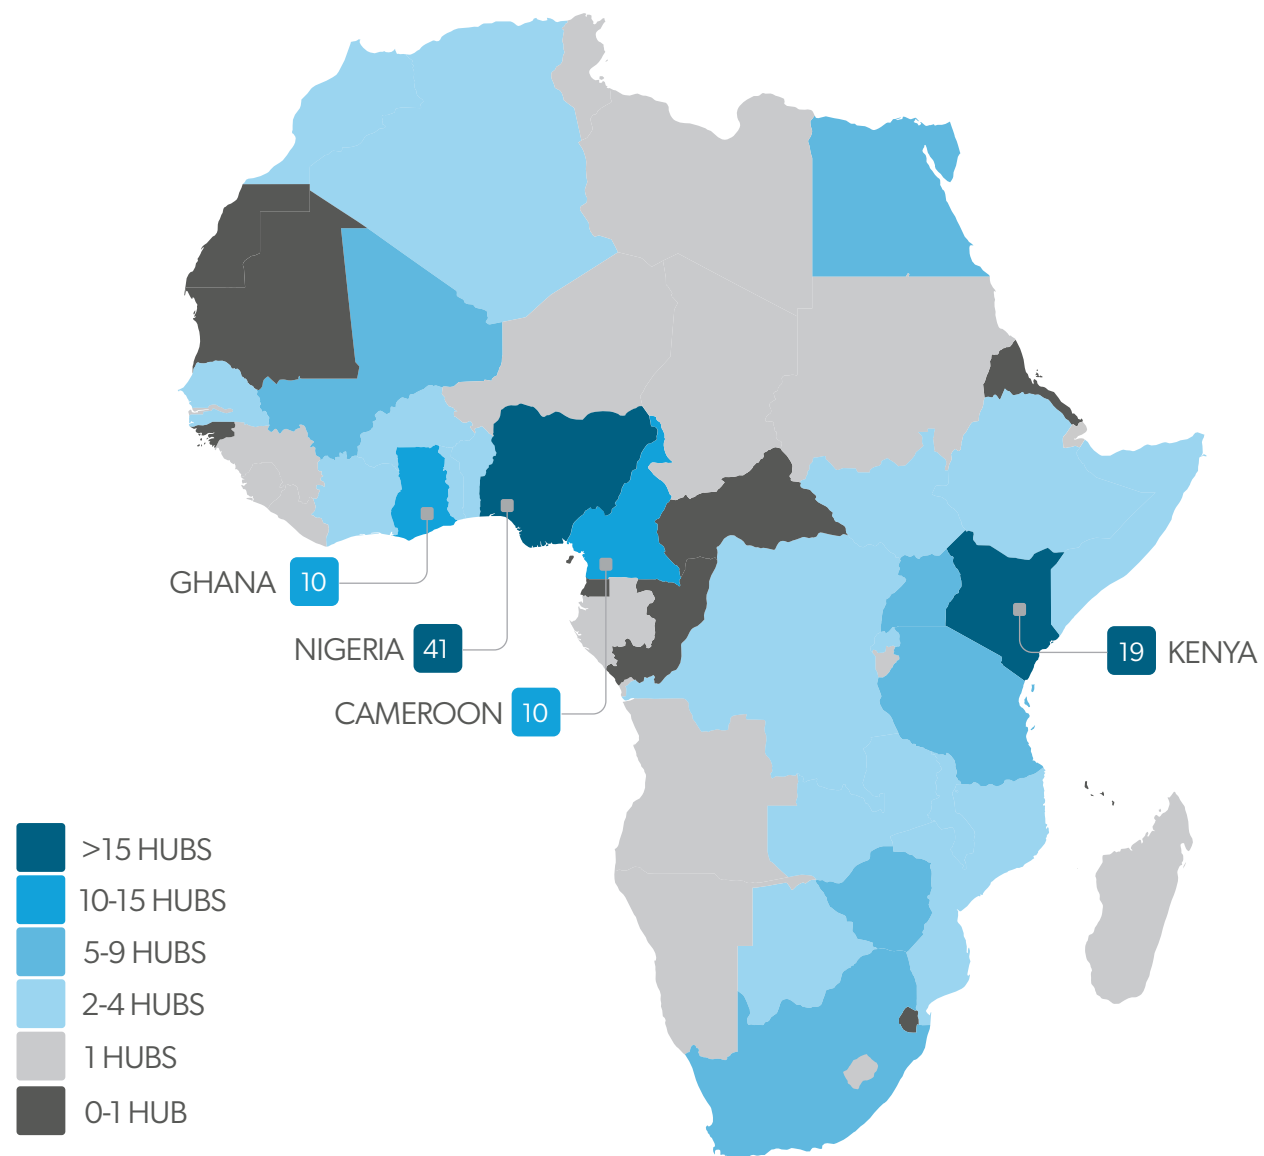 GHANA 10
NIGERIA 41
19 KENYA
CAMEROON 10
>15 HUBS
10-15 HUBS
5-9 HUBS
2-4 HUBS
1 HUBS
0-1 HUB